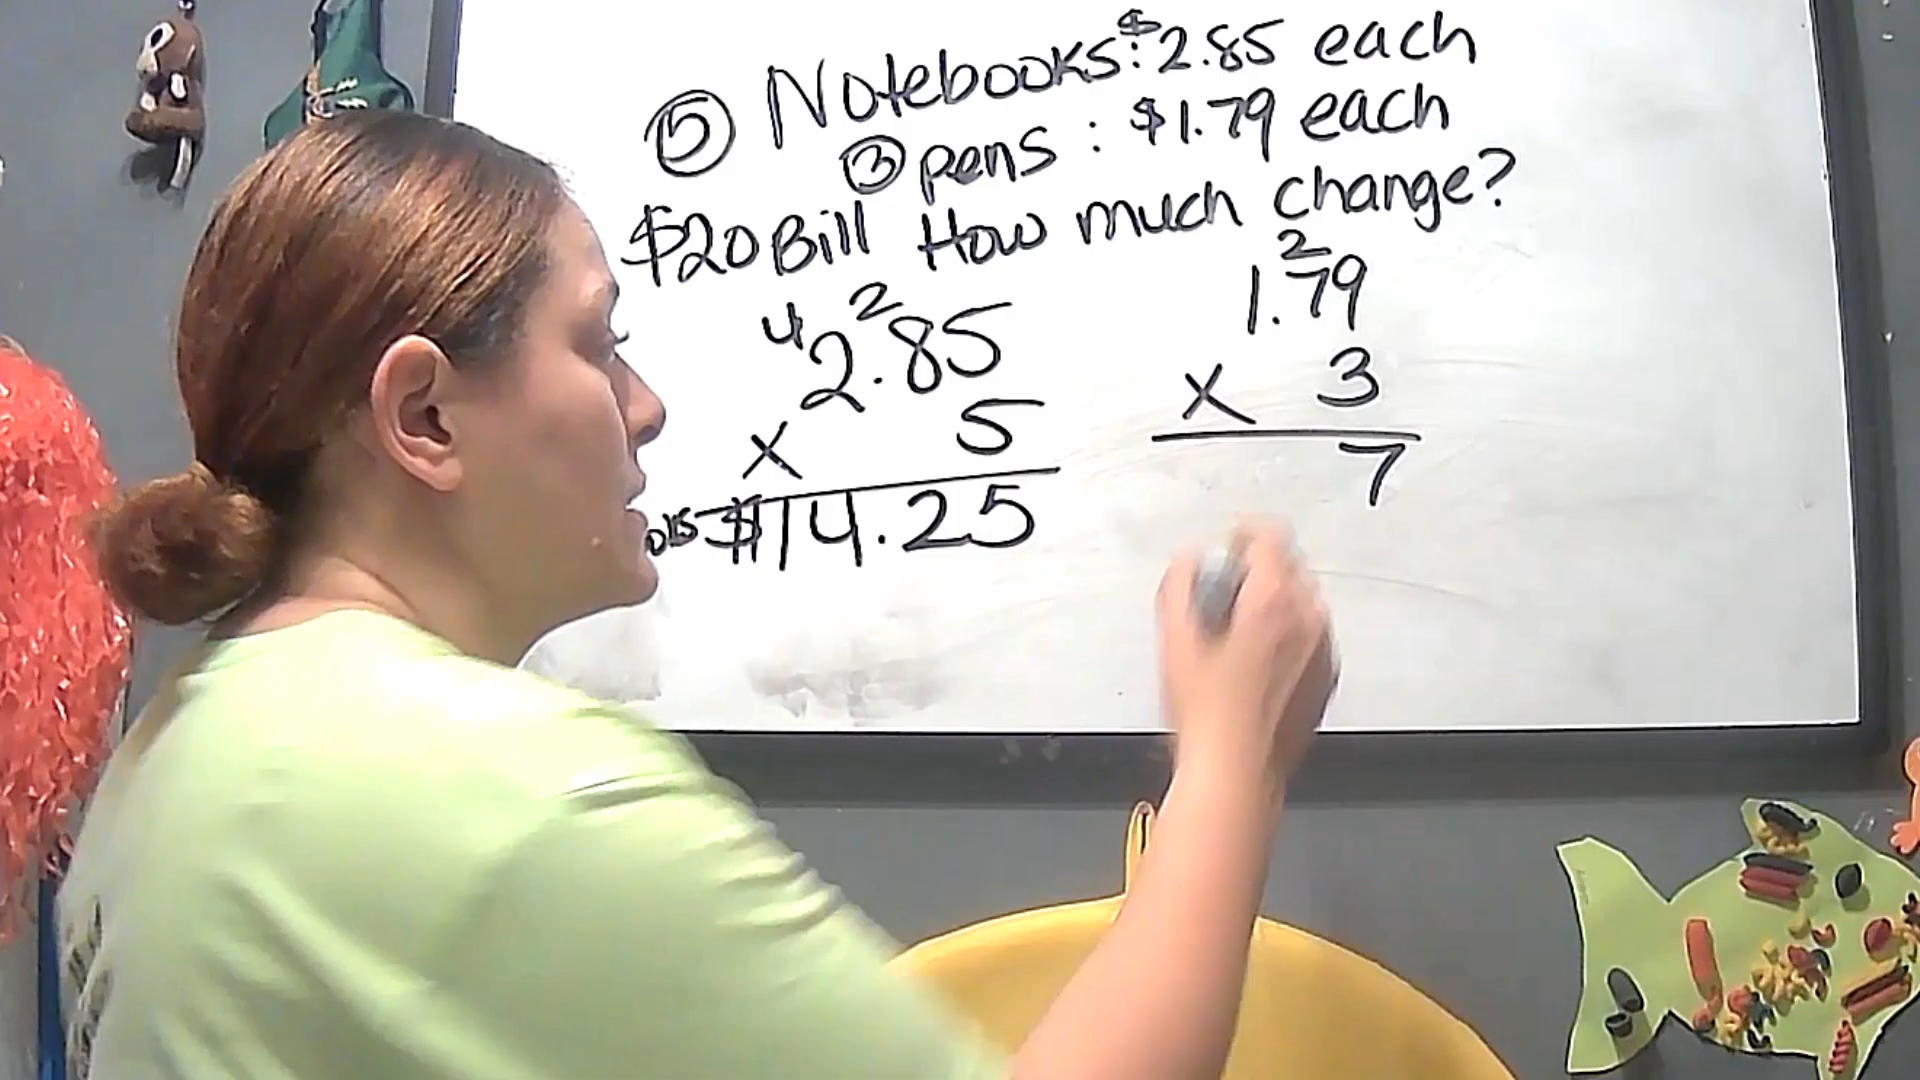 ⑤ Notebooks: $2.85 each
③ pens : $1.79 each
$20 Bill How much change?
4 2
2.85
x 5
$14.25
2
1.79
x 3
7